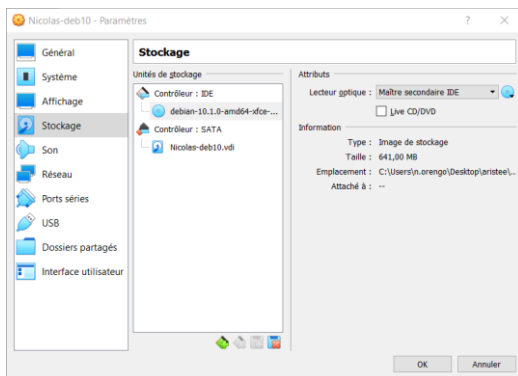 Nicolas-deb10 - Paramètres
Général
Système
Affichage
Stockage
Son
Réseau
Ports séries
USB
Dossiers partagés
Interface utilisateur
Stockage
Unités de stockage
Contrôleur : IDE
debian-10.1.0-amd64-xfce-...
Contrôleur : SATA
Nicolas-deb10.vdi
Attributs
Lecteur optique : Maître secondaire IDE
Live CD/DVD
Information
Type : Image de stockage
Taille : 641,00 MB
Emplacement : C:\Users\n.orengo\Desktop\aristee\...
Attaché à : --
OK Annuler